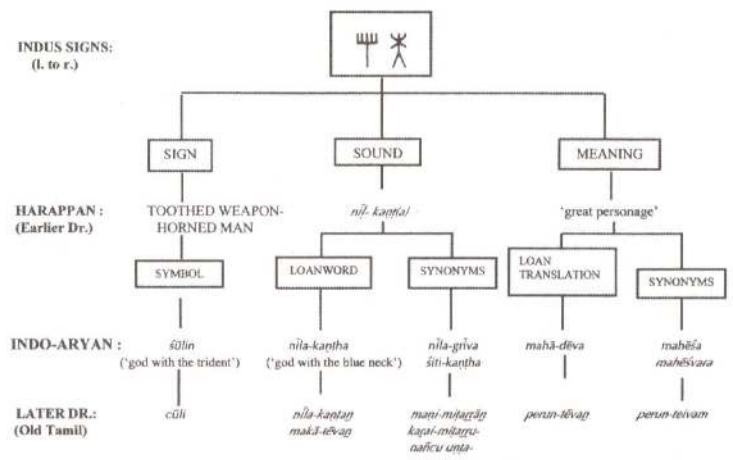 INDUS SIGNS:
(l. to r.)
SIGN
SOUND
MEANING
HARAPPAN :
(Earlier Dr.)
TOOTHED WEAPON-
HORNED MAN
'great personage'
SYMBOL
LOANWORD
SYNONYMS
LOAN
TRANSLATION
SYNONYMS
INDO-ARYAN :
śūlin
('god with the trident')
nīla-kaṇṭha
('god with the blue neck')
nīla-grīva
śiti-kaṇṭha
mahā-dēva
mahēśa
mahēśvara
LATER DR.:
(Old Tamil)
cūli
nīla-kaṇṭaṉ
makā-tēvaṉ
maṇi-miṭaṟṟāṉ
kaṟai-miṭaṟṟu-
nañcu uṇṭa-
perun-tēvaṉ
perun-teivam